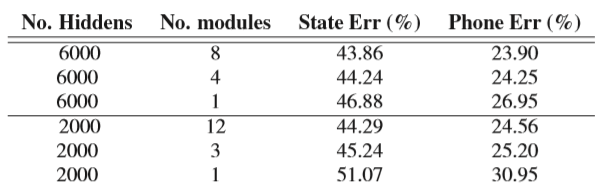 No. Hiddens No. modules State Err (%) Phone Err (%)
6000 8 43.86 23.90
6000 4 44.24 24.25
6000 1 46.88 26.95
2000 12 44.29 24.56
2000 3 45.24 25.20
2000 1 51.07 30.95